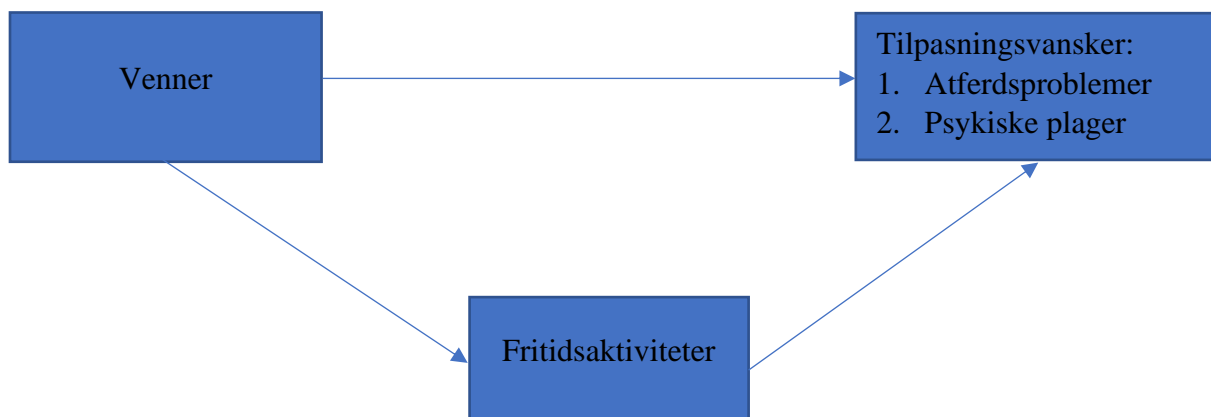 Venner
Tilpasningsvansker:
1. Atferdsproblemer
2. Psykiske plager
Fritidsaktiviteter